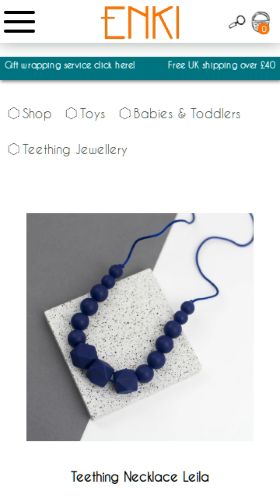 ENKI
0
Gift wrapping service click here!
Free UK shipping over £40
Shop
Toys
Babies & Toddlers
Teething Jewellery
Teething Necklace Leila